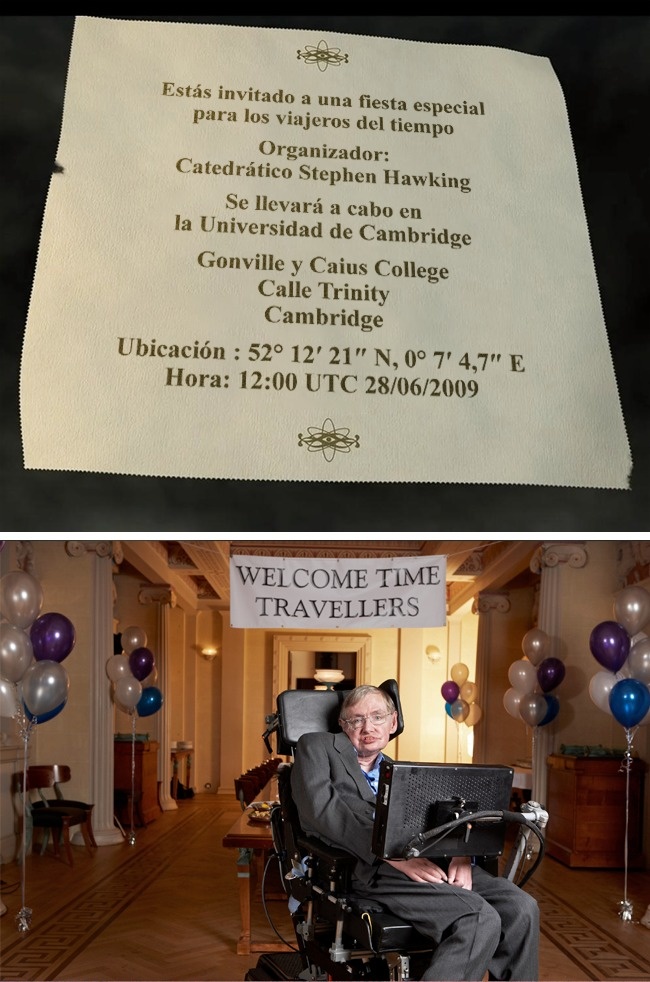 Estás invitado a una fiesta especial
para los viajeros del tiempo
Organizador:
Catedrático Stephen Hawking
Se llevará a cabo en
la Universidad de Cambridge
Gonville y Caius College
Calle Trinity
Cambridge
Ubicación : 52° 12′ 21″ N, 0° 7′ 4,7″ E
Hora: 12:00 UTC 28/06/2009
WELCOME TIME
TRAVELLERS